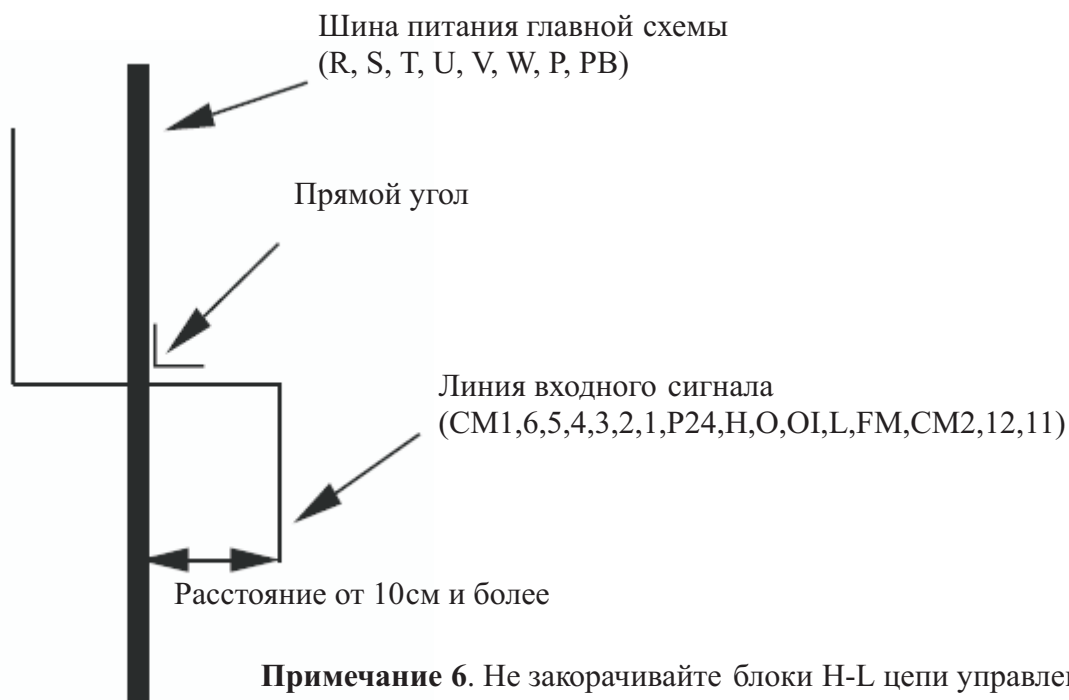 Шина питания главной схемы
(R, S, T, U, V, W, P, PB)
Прямой угол
Линия входного сигнала
(CM1,6,5,4,3,2,1,P24,H,O,OI,L,FM,CM2,12,11)
Расстояние от 10см и более
Примечание 6. Не закорачивайте блоки H-L цепи